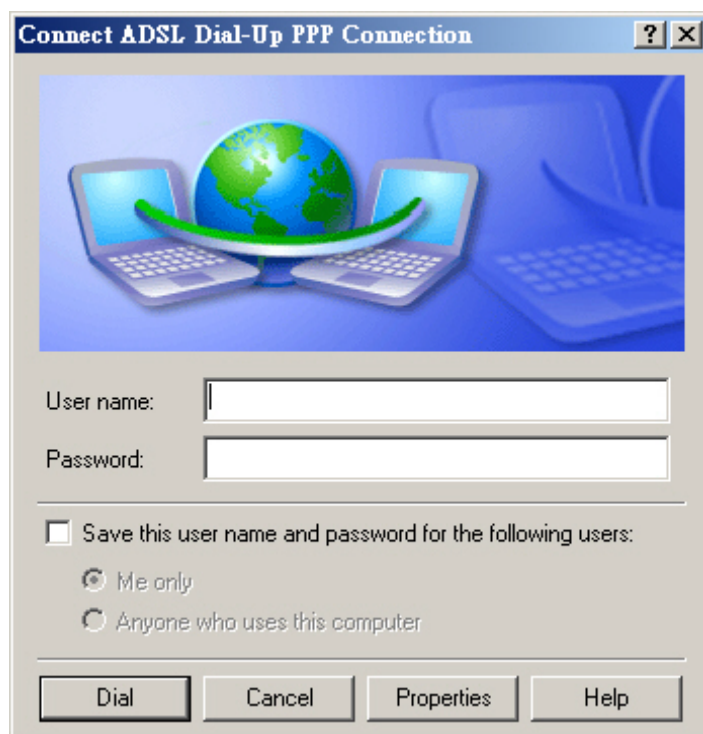 Connect ADSL Dial-Up PPP Connection
User name:
Password:
Save this user name and password for the following users:
Me only
Anyone who uses this computer
Dial Cancel Properties Help